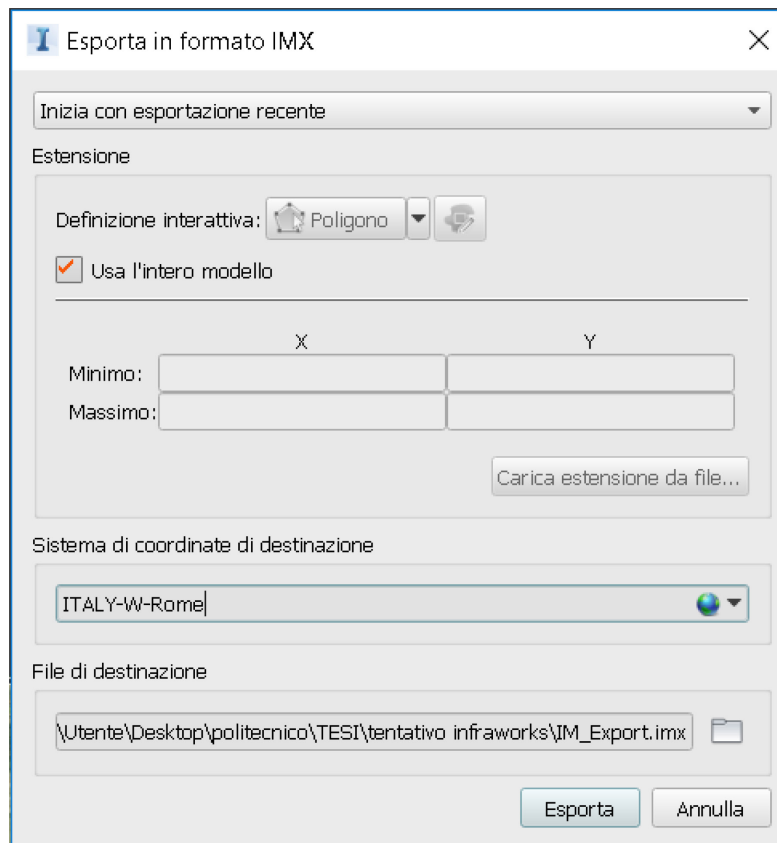 Esporta in formato IMX
Inizia con esportazione recente
Estensione
Definizione interattiva: Poligono
Usa l'intero modello
X Y
Minimo:
Massimo:
Carica estensione da file...
Sistema di coordinate di destinazione
ITALY-W-Rome
File di destinazione
\Utente\Desktop\politecnico\TESI\tentativo infraworks\IM_Export.imx
Esporta Annulla